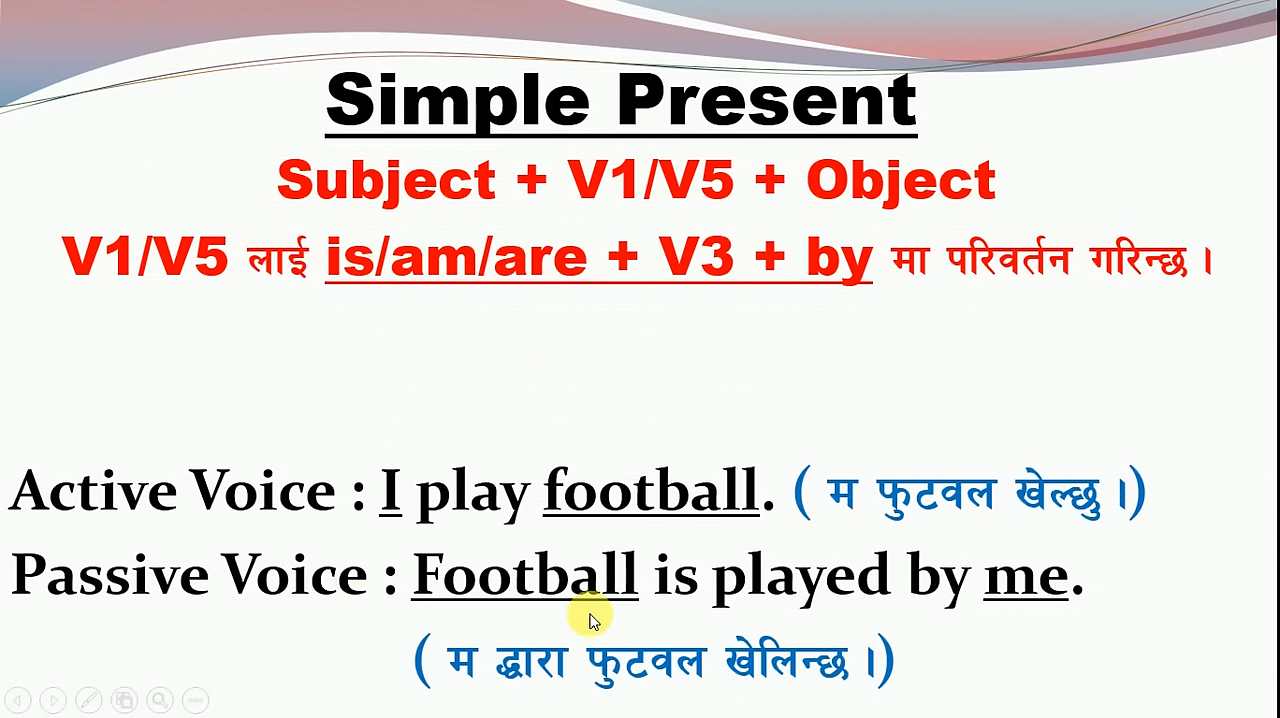 Simple Present
Subject + V1/V5 + Object
V1/V5 लाई is/am/are + V3 + by मा परिवर्तन गरिन्छ ।
Active Voice : I play football. ( म फुटवल खेल्छु ।)
Passive Voice : Football is played by me.
( म द्धारा फुटवल खेलिन्छ ।)